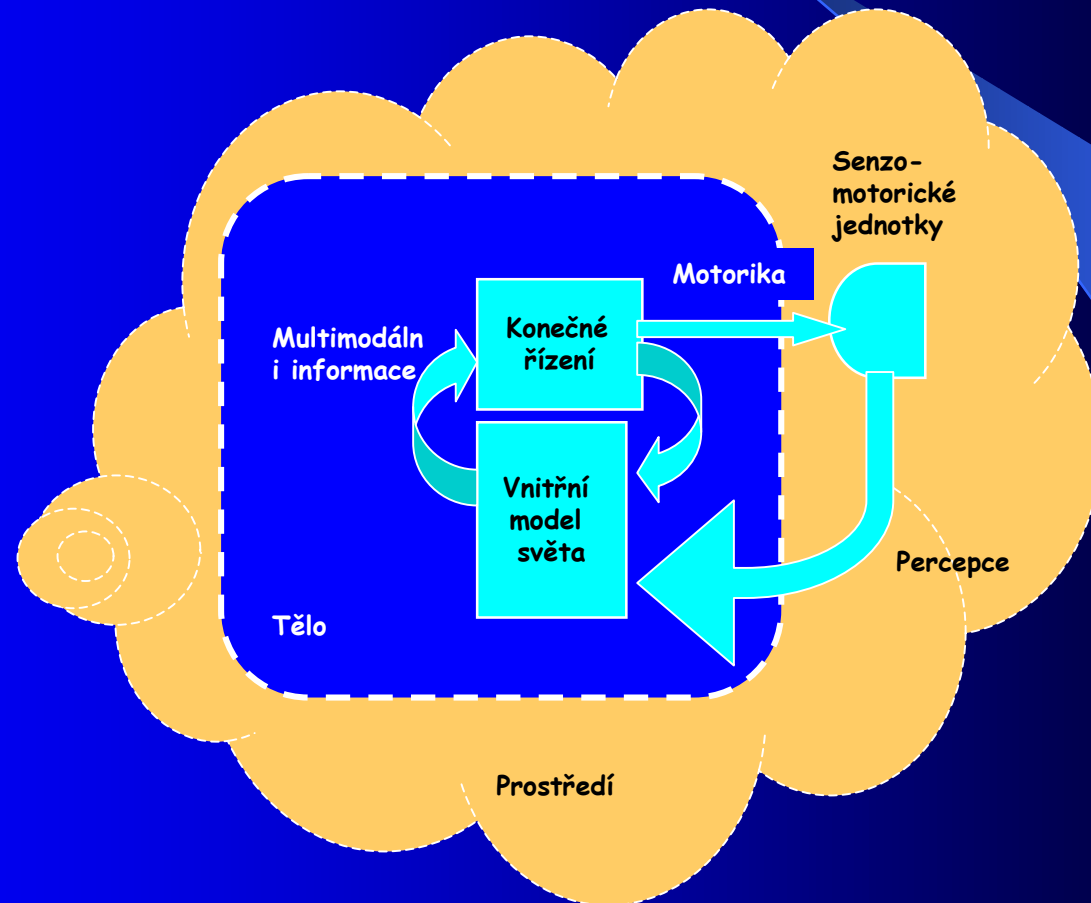 Senzo-
motorické
jednotky
Motorika
Konečné
řízení
Multimodáln
i informace
Vnitřní
model
světa
Percepce
Tělo
Prostředí